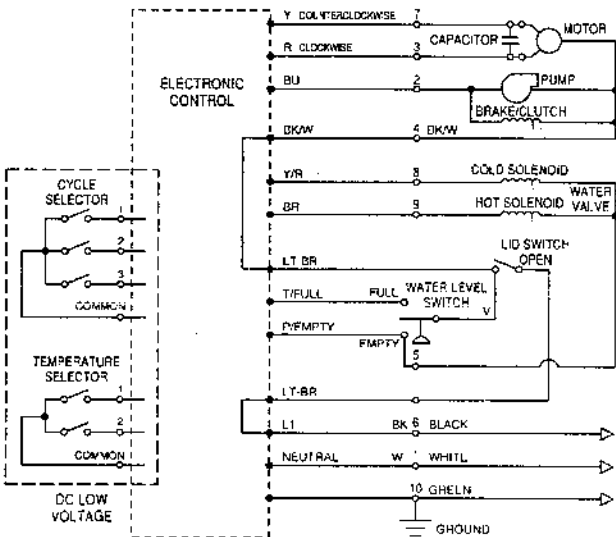 Y COUNTERCLOCKWISE 7
MOTOR
CAPACITOR
R CLOCKWISE 3
ELECTRONIC
CONTROL
BU 2
PUMP
BRAKE/CLUTCH
BK/W 4 BK/W
Y/R 8 COLD SOLENOID
WATER
VALVE
BR 9 HOT SOLENOID
CYCLE
SELECTOR
1
2
3
COMMON
LID SWITCH
OPEN
LT BR
T/FULL FULL
WATER LEVEL
SWITCH
V
P/EMPTY EMPTY
5
TEMPERATURE
SELECTOR
1
2
COMMON
LT-BR
L1 BK 6 BLACK
NEUTRAL W WHITL
10 GHELN
GROUND
DC LOW
VOLTAGE